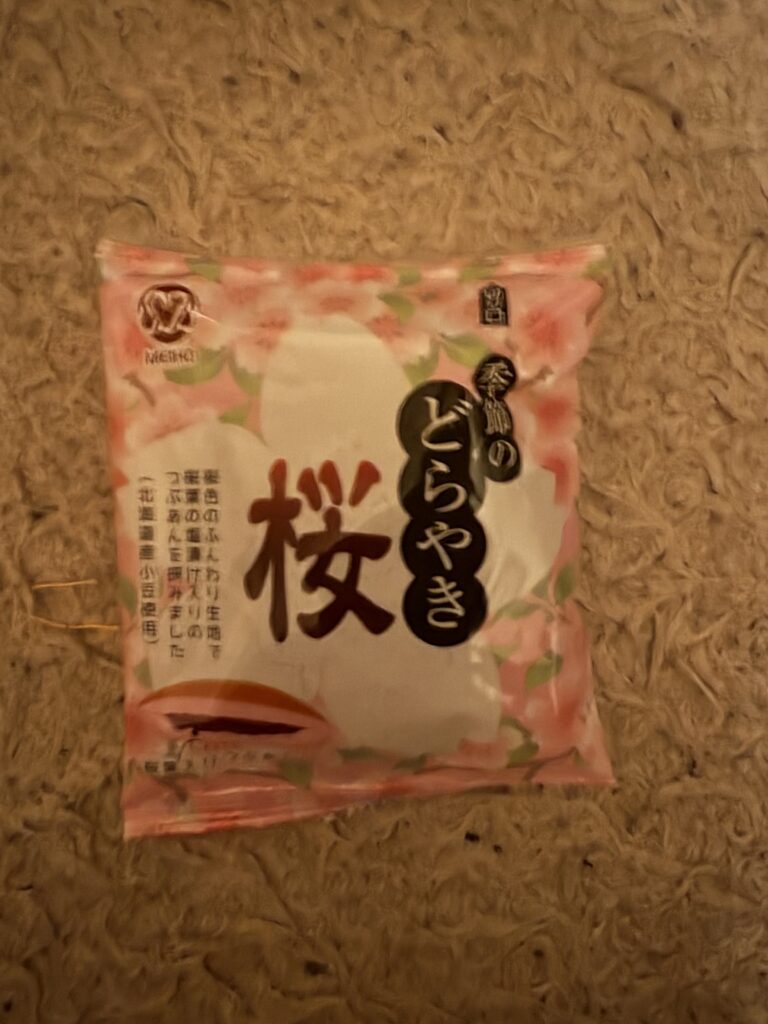 季節の
どらやき
桜
桜色のふんわり生地で
桜葉の塩漬け入りの
つぶあんを挟みました
(北海道産小豆使用)
MEIHO